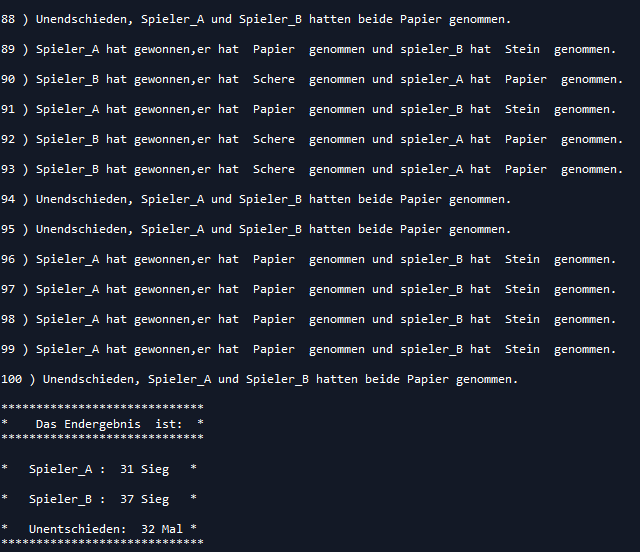 88 ) Unendschieden, Spieler_A und Spieler_B hatten beide Papier genommen.
89 ) Spieler_A hat gewonnen,er hat  Papier  genommen und spieler_B hat  Stein  genommen.
90 ) Spieler_B hat gewonnen,er hat  Schere  genommen und spieler_A hat  Papier  genommen.
91 ) Spieler_A hat gewonnen,er hat  Papier  genommen und spieler_B hat  Stein  genommen.
92 ) Spieler_B hat gewonnen,er hat  Schere  genommen und spieler_A hat  Papier  genommen.
93 ) Spieler_B hat gewonnen,er hat  Schere  genommen und spieler_A hat  Papier  genommen.
94 ) Unendschieden, Spieler_A und Spieler_B hatten beide Papier genommen.
95 ) Unendschieden, Spieler_A und Spieler_B hatten beide Papier genommen.
96 ) Spieler_A hat gewonnen,er hat  Papier  genommen und spieler_B hat  Stein  genommen.
97 ) Spieler_A hat gewonnen,er hat  Papier  genommen und spieler_B hat  Stein  genommen.
98 ) Spieler_A hat gewonnen,er hat  Papier  genommen und spieler_B hat  Stein  genommen.
99 ) Spieler_A hat gewonnen,er hat  Papier  genommen und spieler_B hat  Stein  genommen.
100 ) Unendschieden, Spieler_A und Spieler_B hatten beide Papier genommen.
*****************************
*    Das Endergebnis  ist:  *
*****************************
*   Spieler_A :  31 Sieg   *
*   Spieler_B :  37 Sieg   *
*   Unentschieden:  32 Mal *
*****************************